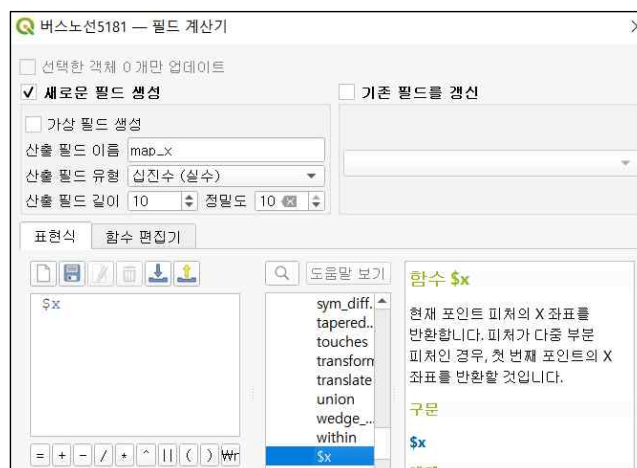 버스노선5181 — 필드 계산기
선택한 객체 0 개만 업데이트
새로운 필드 생성
기존 필드를 갱신
가상 필드 생성
산출 필드 이름 map_x
산출 필드 유형 십진수 (실수)
산출 필드 길이 10 정밀도 10
표현식 함수 편집기
도움말 보기
$x
sym_diff.
tapered..
touches
transform
translate
union
wedge_...
within
$x
함수 $x
현재 포인트 피처의 X 좌표를
반환합니다. 피처가 다중 부분
피처인 경우, 첫 번째 포인트의 X
좌표를 반환할 것입니다.
구문
$x
= + - / * ^ || ( ) ₩r